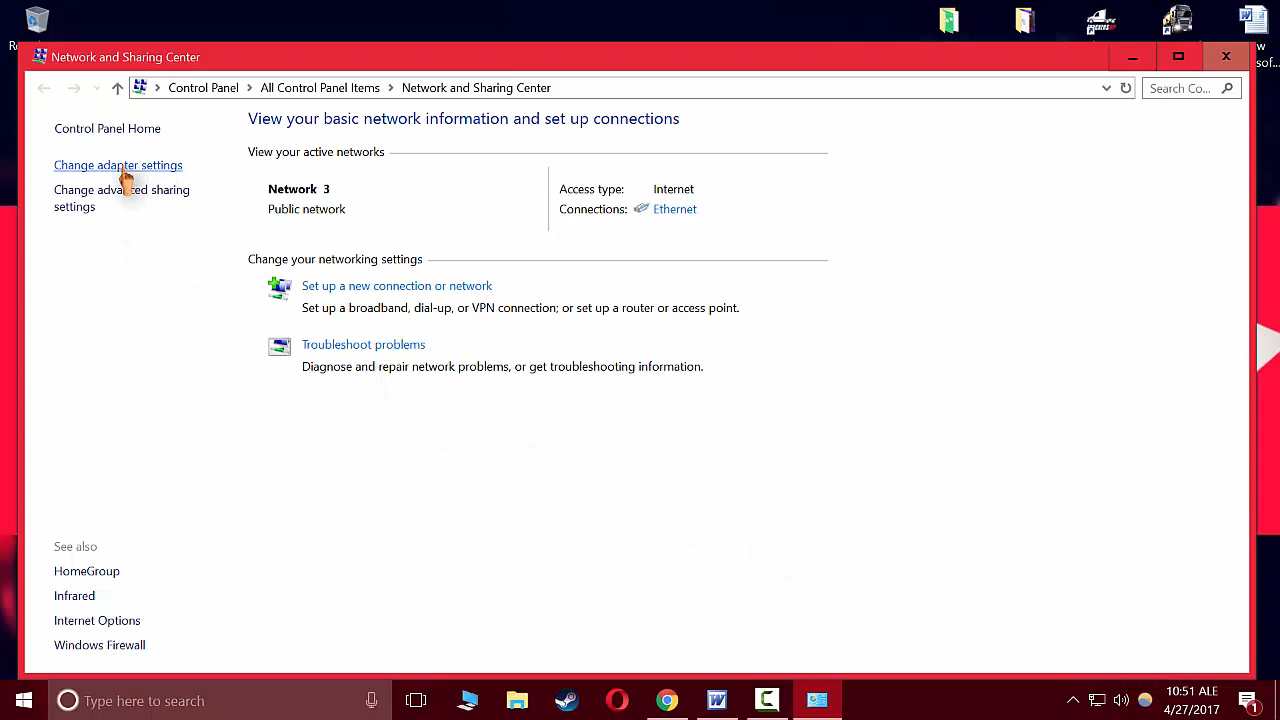 Network and Sharing Center
Control Panel
All Control Panel Items
Network and Sharing Center
Search Co...
Control Panel Home
Change adapter settings
Change advanced sharing
settings
View your basic network information and set up connections
View your active networks
Network 3
Public network
Access type: Internet
Connections: Ethernet
Change your networking settings
Set up a new connection or network
Set up a broadband, dial-up, or VPN connection; or set up a router or access point.
Troubleshoot problems
Diagnose and repair network problems, or get troubleshooting information.
See also
HomeGroup
Infrared
Internet Options
Windows Firewall
Type here to search
10:51 ALE
4/27/2017
1